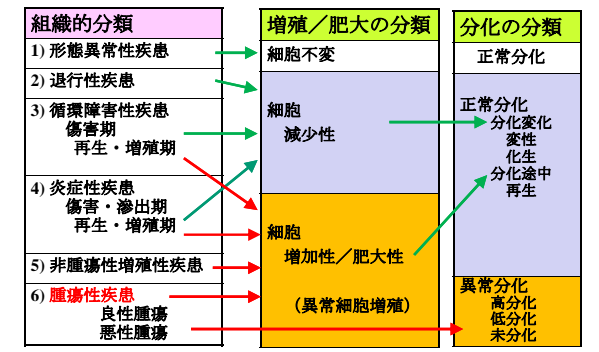 組織的分類
1) 形態異常性疾患
2) 退行性疾患
3) 循環障害性疾患
傷害期
再生・増殖期
4) 炎症性疾患
傷害・滲出期
再生・増殖期
5) 非腫瘍性増殖性疾患
6) 腫瘍性疾患
良性腫瘍
悪性腫瘍
増殖／肥大の分類
細胞不変
細胞
減少性
細胞
増加性／肥大性
（異常細胞増殖）
分化の分類
正常分化
正常分化
分化変化
変性
化生
分化途中
再生
異常分化
高分化
低分化
未分化